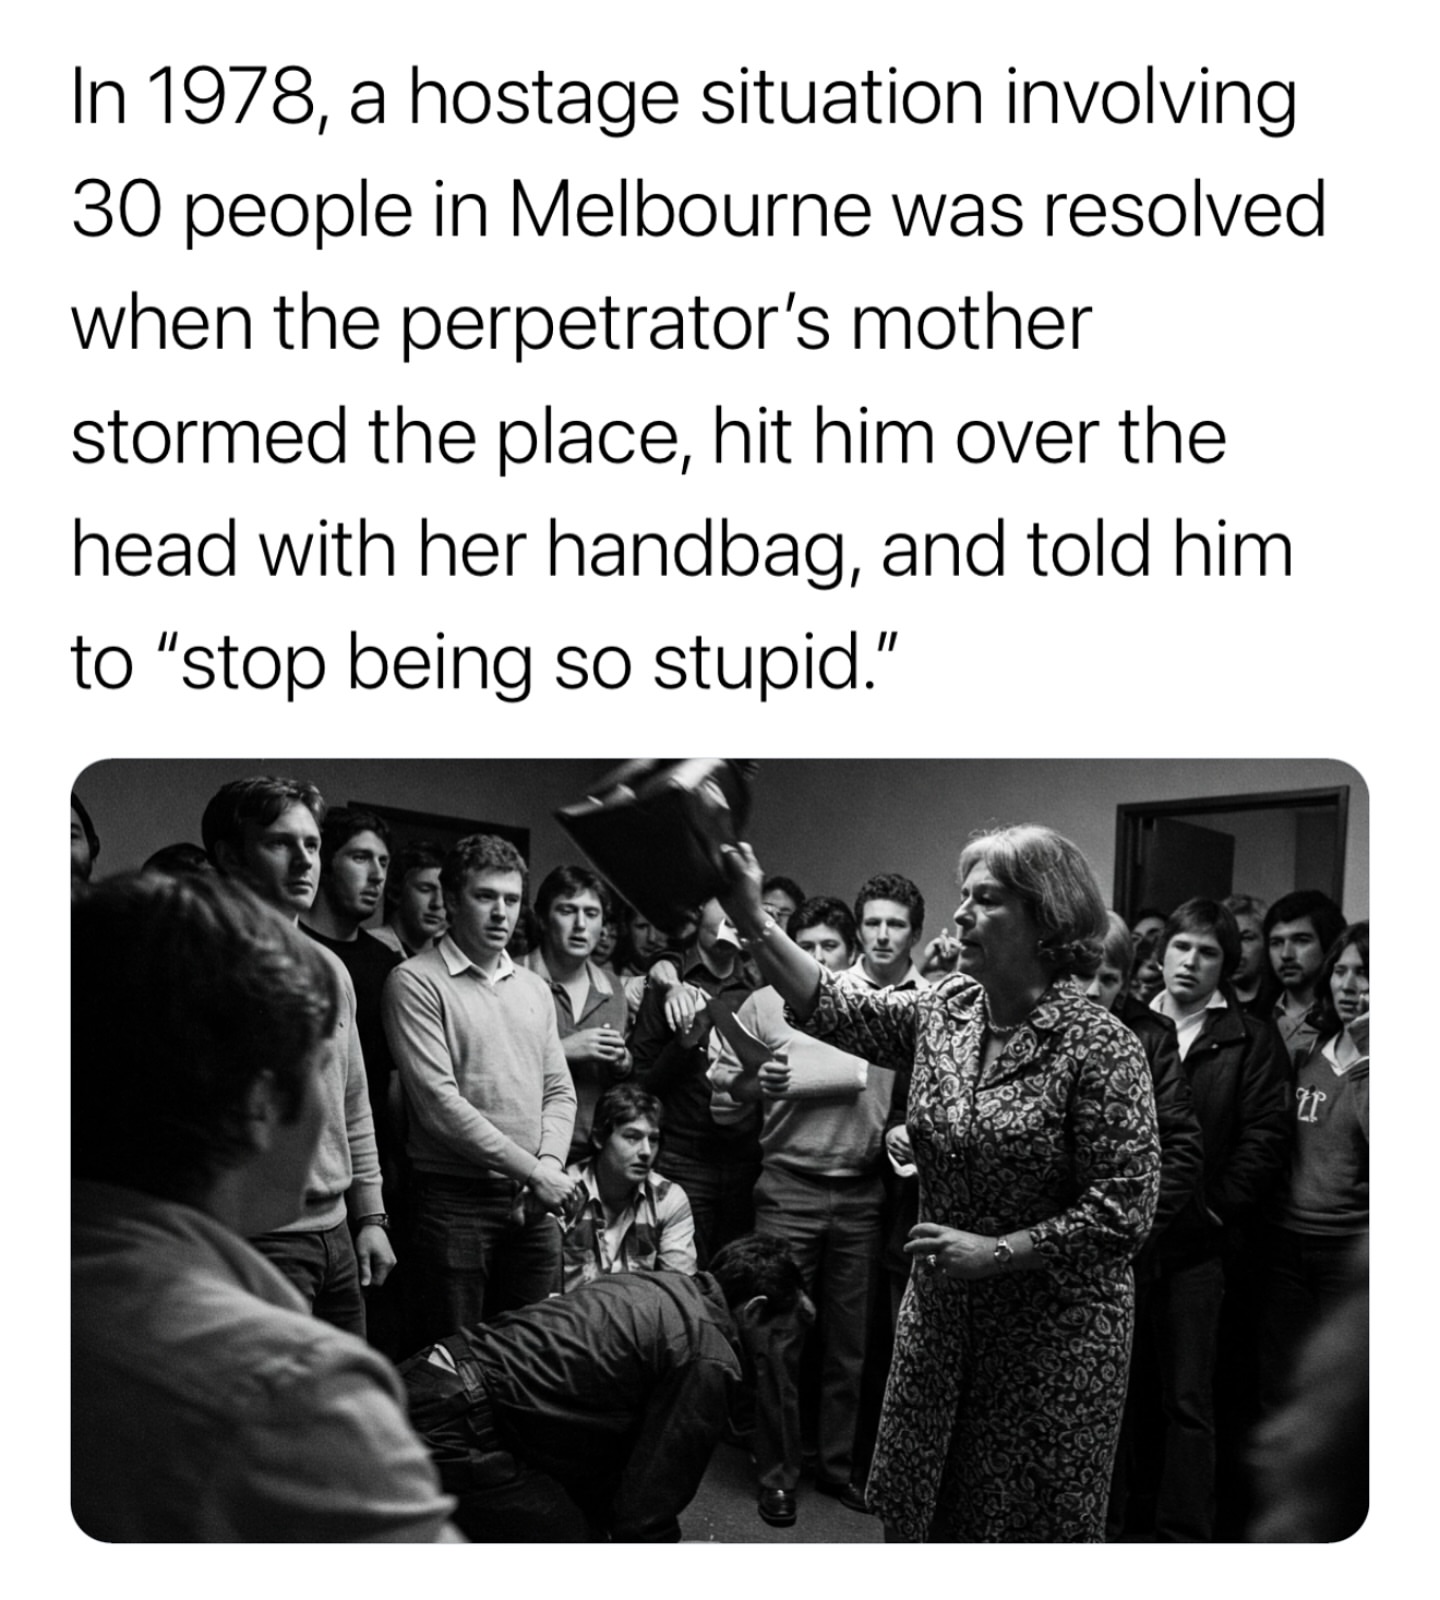 In 1978, a hostage situation involving
30 people in Melbourne was resolved
when the perpetrator’s mother
stormed the place, hit him over the
head with her handbag, and told him
to “stop being so stupid.”